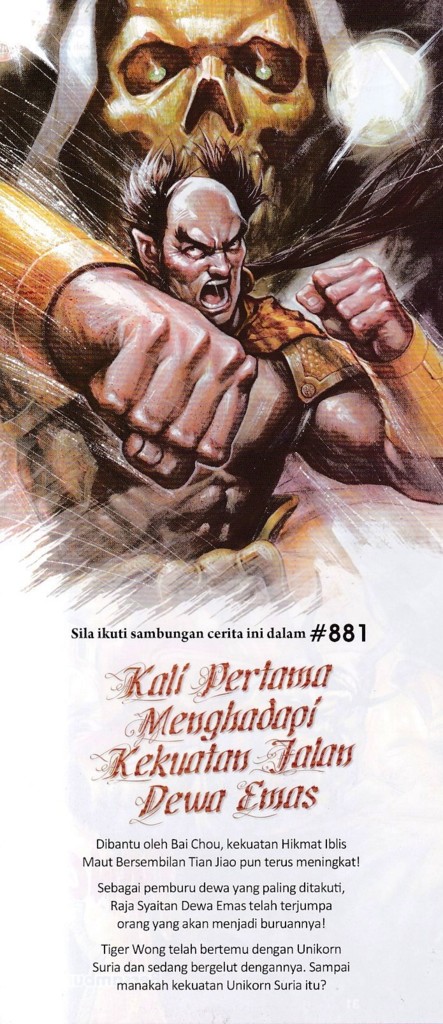 Sila ikuti sambungan cerita ini dalam #881
Kali Pertama
Menghadapi
Kekuatan Jalan
Dewa Emas
Dibantu oleh Bai Chou, kekuatan Hikmat Iblis
Maut Bersembilan Tian Jiao pun terus meningkat!
Sebagai pemburu dewa yang paling ditakuti,
Raja Syaitan Dewa Emas telah terjumpa
orang yang akan menjadi buruannya!
Tiger Wong telah bertemu dengan Unikorn
Suria dan sedang bergelut dengannya. Sampai
manakah kekuatan Unikorn Suria itu?